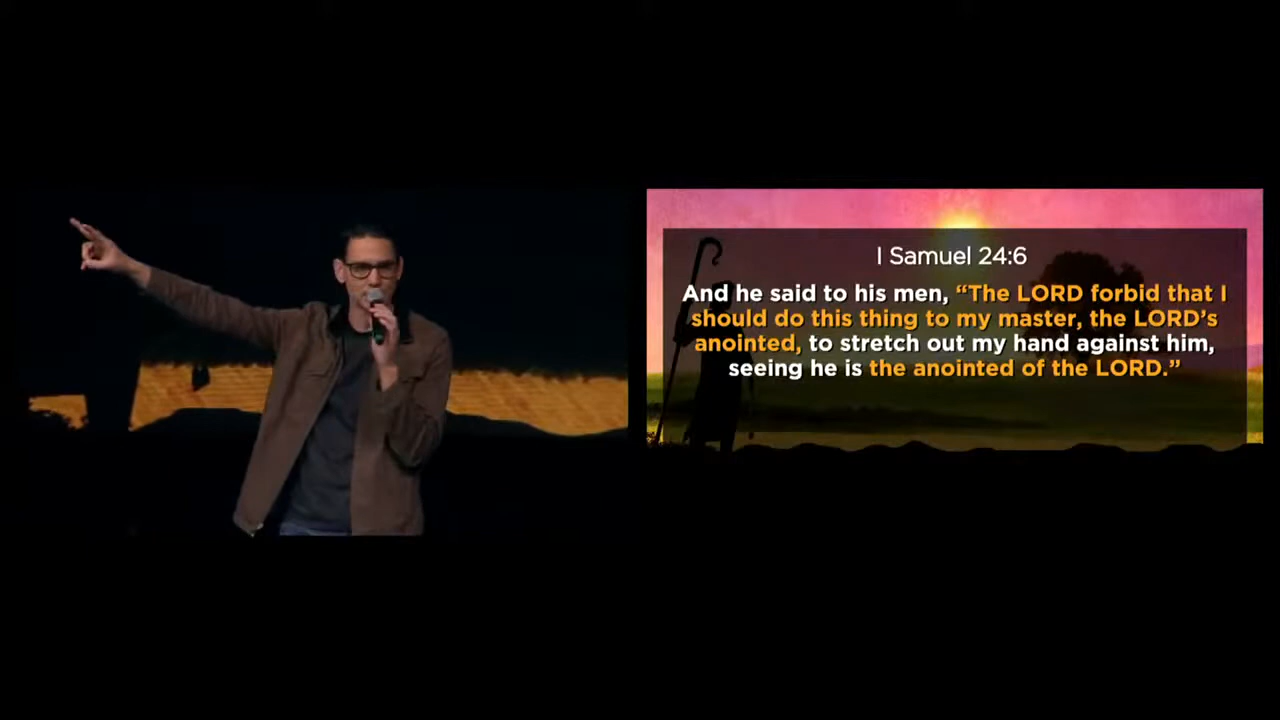 I Samuel 24:6
And he said to his men, “The LORD forbid that I
should do this thing to my master, the LORD’s
anointed, to stretch out my hand against him,
seeing he is the anointed of the LORD.”